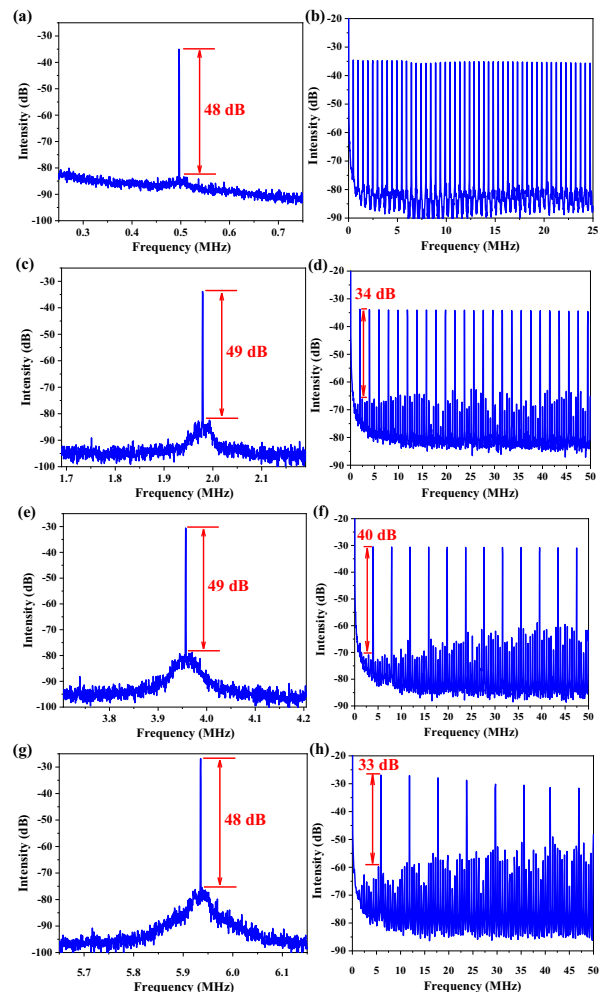 (a)
-30
-40
-50
-60
-70
-80
-90
-100
48 dB
0.3 0.4 0.5 0.6 0.7
Frequency (MHz)
Intensity (dB)
(b)
-20
-30
-40
-50
-60
-70
-80
-90
0 5 10 15 20 25
Frequency (MHz)
Intensity (dB)
(c)
-30
-40
-50
-60
-70
-80
-90
-100
49 dB
1.7 1.8 1.9 2.0 2.1
Frequency (MHz)
Intensity (dB)
(d)
-20
-30
-40
-50
-60
-70
-80
-90
34 dB
0 5 10 15 20 25 30 35 40 45 50
Frequency (MHz)
Intensity (dB)
(e)
-30
-40
-50
-60
-70
-80
-90
-100
49 dB
3.8 3.9 4.0 4.1 4.2
Frequency (MHz)
Intensity (dB)
(f)
-20
-30
-40
-50
-60
-70
-80
-90
40 dB
0 5 10 15 20 25 30 35 40 45 50
Frequency (MHz)
Intensity (dB)
(g)
-30
-40
-50
-60
-70
-80
-90
-100
48 dB
5.7 5.8 5.9 6.0 6.1
Frequency (MHz)
Intensity (dB)
(h)
-20
-30
-40
-50
-60
-70
-80
-90
33 dB
0 5 10 15 20 25 30 35 40 45 50
Frequency (MHz)
Intensity (dB)